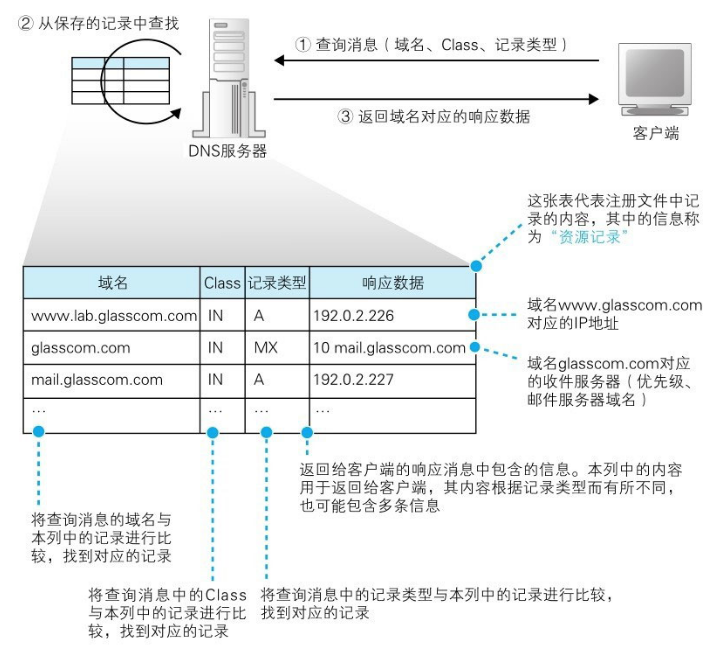 ② 从保存的记录中查找
① 查询消息（域名、Class、记录类型）
③ 返回域名对应的响应数据
DNS服务器
客户端
这张表代表注册文件中记
录的内容，其中的信息称
为“资源记录”
域名 Class 记录类型 响应数据
www.lab.glasscom.com IN A 192.0.2.226
glasscom.com IN MX 10 mail.glasscom.com
mail.glasscom.com IN A 192.0.2.227
… … … …
域名www.glasscom.com
对应的IP地址
域名glasscom.com对应
的收件服务器（优先级、
邮件服务器域名）
返回给客户端的响应消息中包含的信息。本列中的内容
用于返回给客户端，其内容根据记录类型而有所不同，
也可能包含多条信息
将查询消息的域名与
本列中的记录进行比
较，找到对应的记录
将查询消息中的Class
与本列中的记录进行比
较，找到对应的记录
将查询消息中的记录类型与本列中的记录进行比较，
找到对应的记录